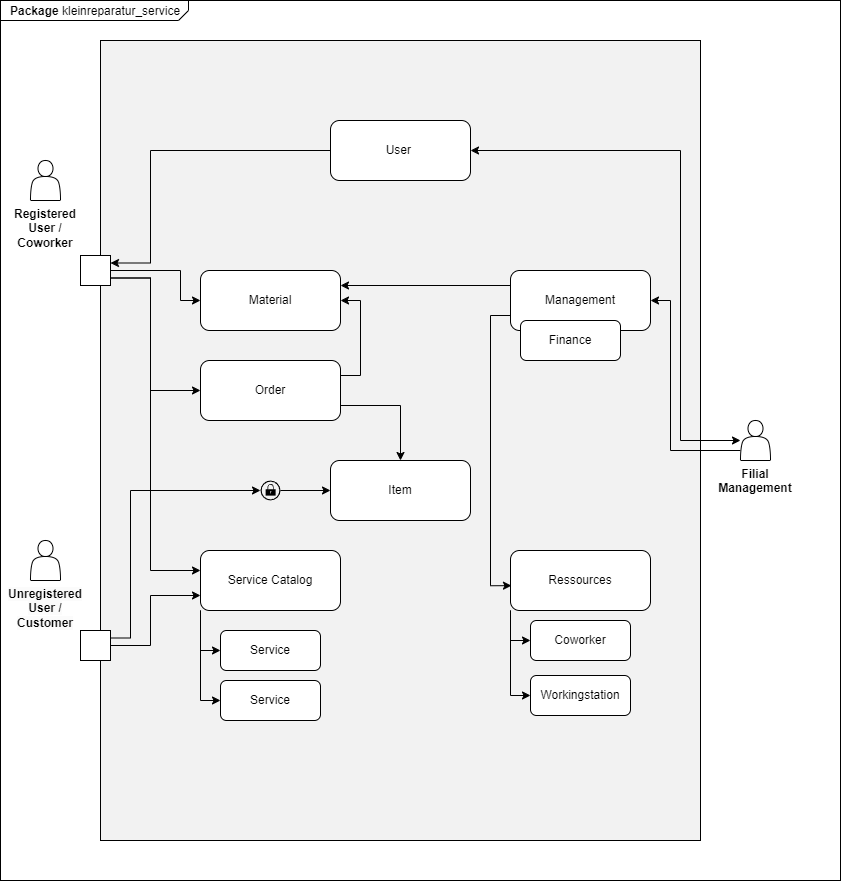 Package kleinreparatur_service
User
Registered
User /
Coworker
Material
Management
Finance
Order
Filial
Management
Item
Unregistered
User /
Customer
Service Catalog
Ressources
Service
Coworker
Service
Workingstation